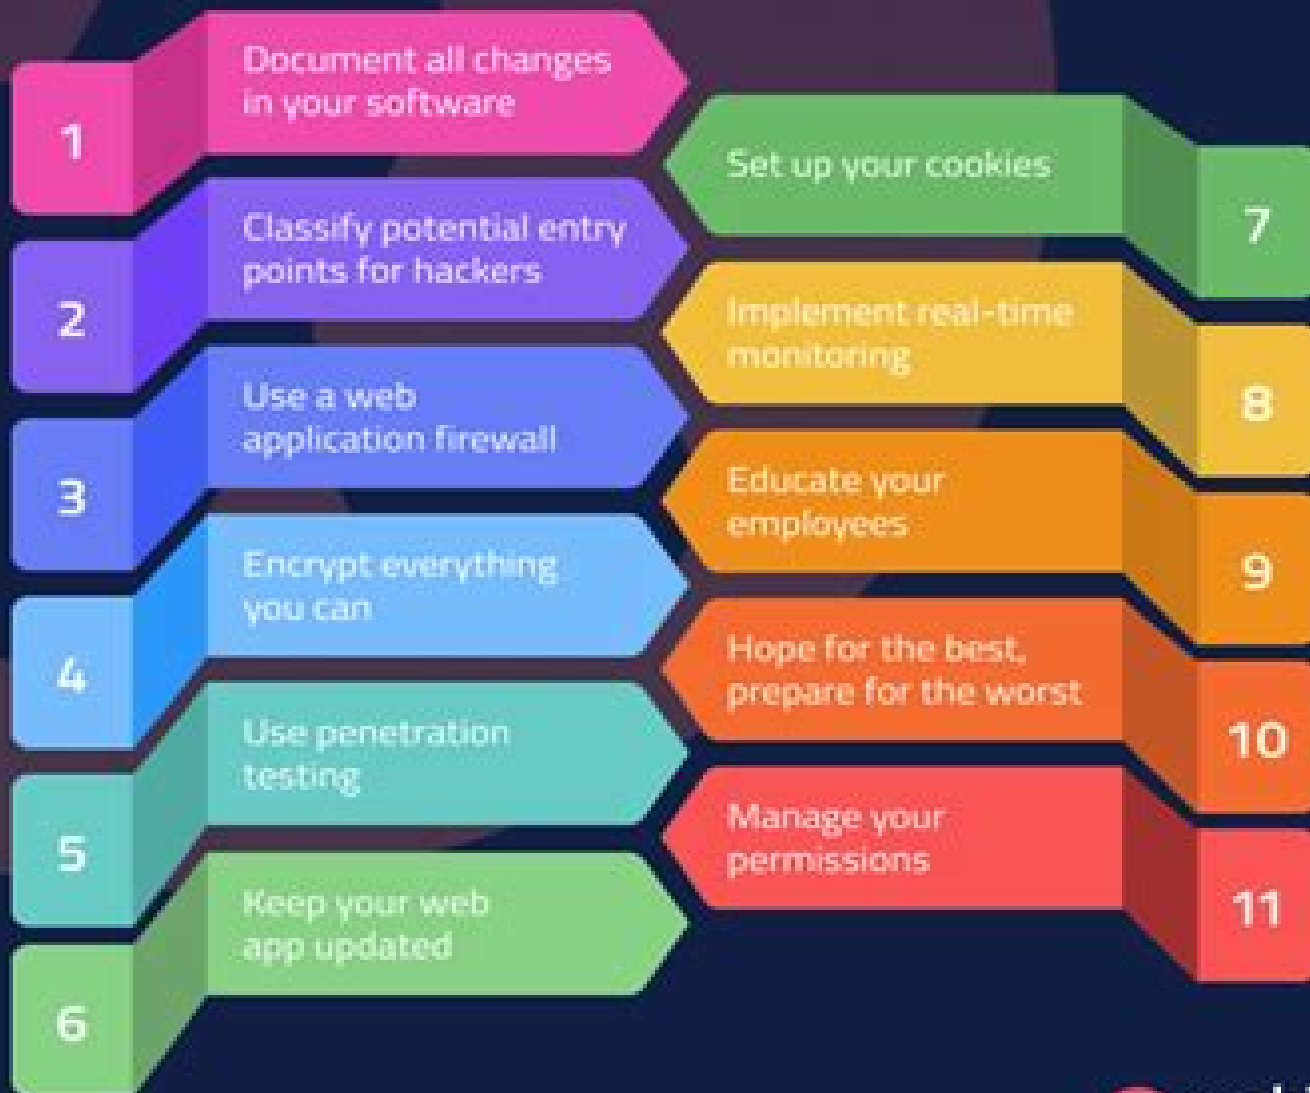 1
Document all changes
in your software
2
Classify potential entry
points for hackers
3
Use a web
application firewall
4
Encrypt everything
you can
5
Use penetration
testing
6
Keep your web
app updated
7
Set up your cookies
8
Implement real-time
monitoring
9
Educate your
employees
10
Hope for the best,
prepare for the worst
11
Manage your
permissions